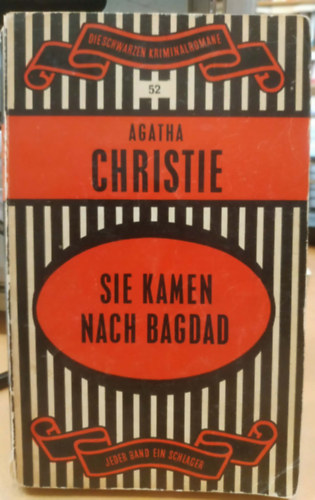 DIE SCHWARZEN KRIMINALROMANE
52
AGATHA
CHRISTIE
SIE KAMEN
NACH BAGDAD
JEDER BAND EIN SCHLAGER